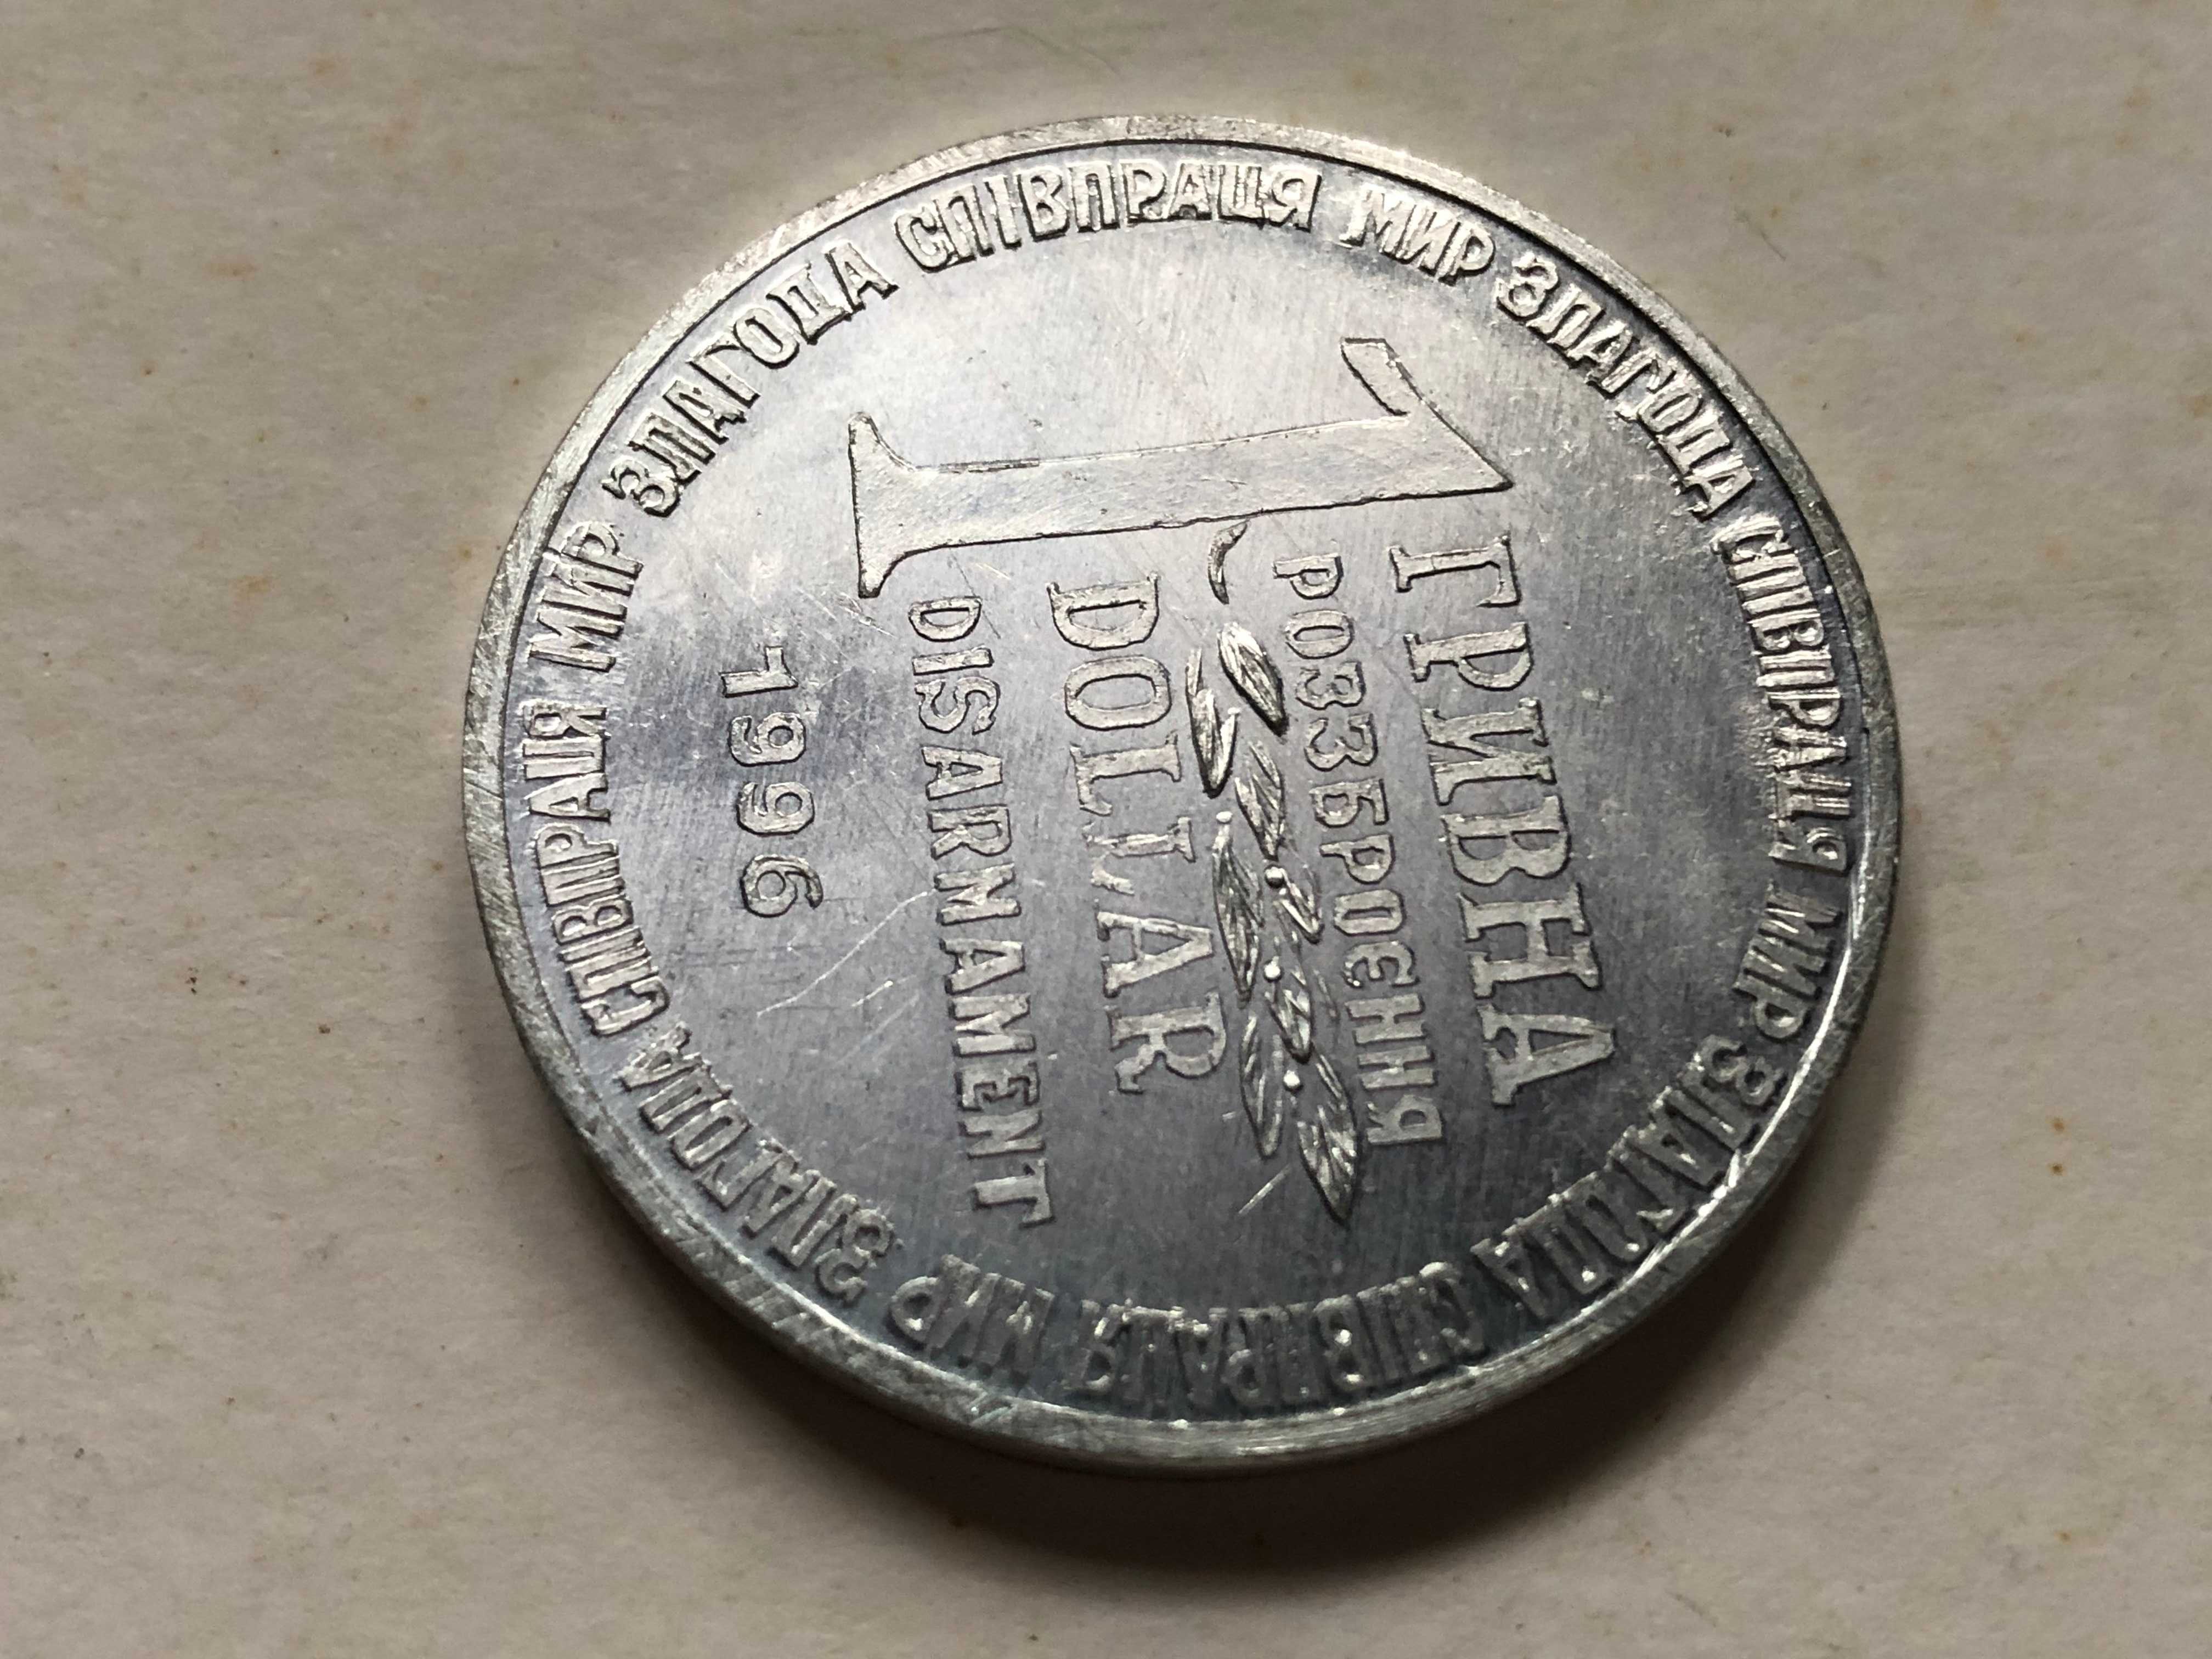 МИР ЗЛАГОДА СПІВПРАЦЯ МИР ЗЛАГОДА СПІВПРАЦЯ МИР ЗЛАГОДА СПІВПРАЦЯ МИР ЗЛАГОДА СПІВПРАЦЯ
1 ГРИВНА
РОЗЗБРОЄННЯ
DOLLAR
DISARMAMENT
1996